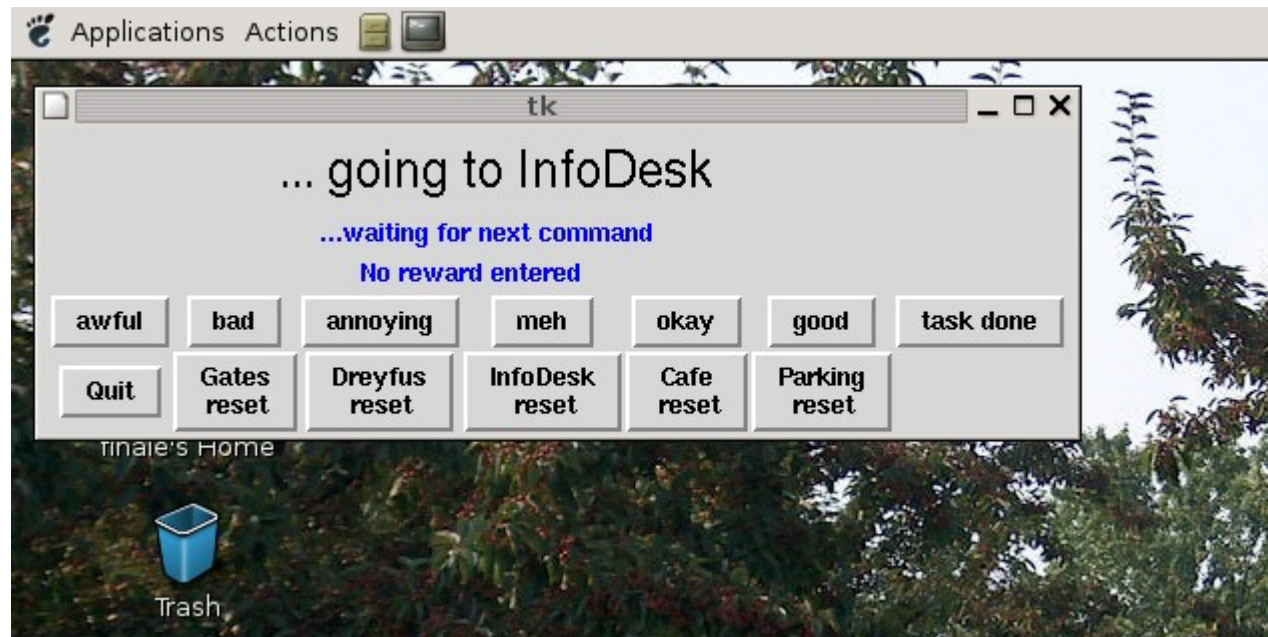 Applications Actions
tk
... going to InfoDesk
...waiting for next command
No reward entered
awful bad annoying meh okay good task done
Quit Gates reset Dreyfus reset InfoDesk reset Cafe reset Parking reset
finale's Home
Trash